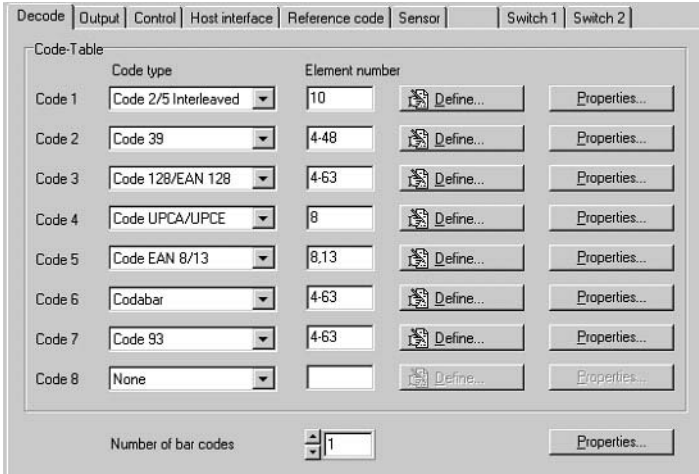 Decode Output Control Host interface Reference code Sensor Switch 1 Switch 2
Code-Table
Code type Element number
Code 1 Code 2/5 Interleaved 10 Define... Properties...
Code 2 Code 39 4-48 Define... Properties...
Code 3 Code 128/EAN 128 4-63 Define... Properties...
Code 4 Code UPCA/UPCE 8 Define... Properties...
Code 5 Code EAN 8/13 8,13 Define... Properties...
Code 6 Codabar 4-63 Define... Properties...
Code 7 Code 93 4-63 Define... Properties...
Code 8 None Define... Properties...
Number of bar codes 1 Properties...